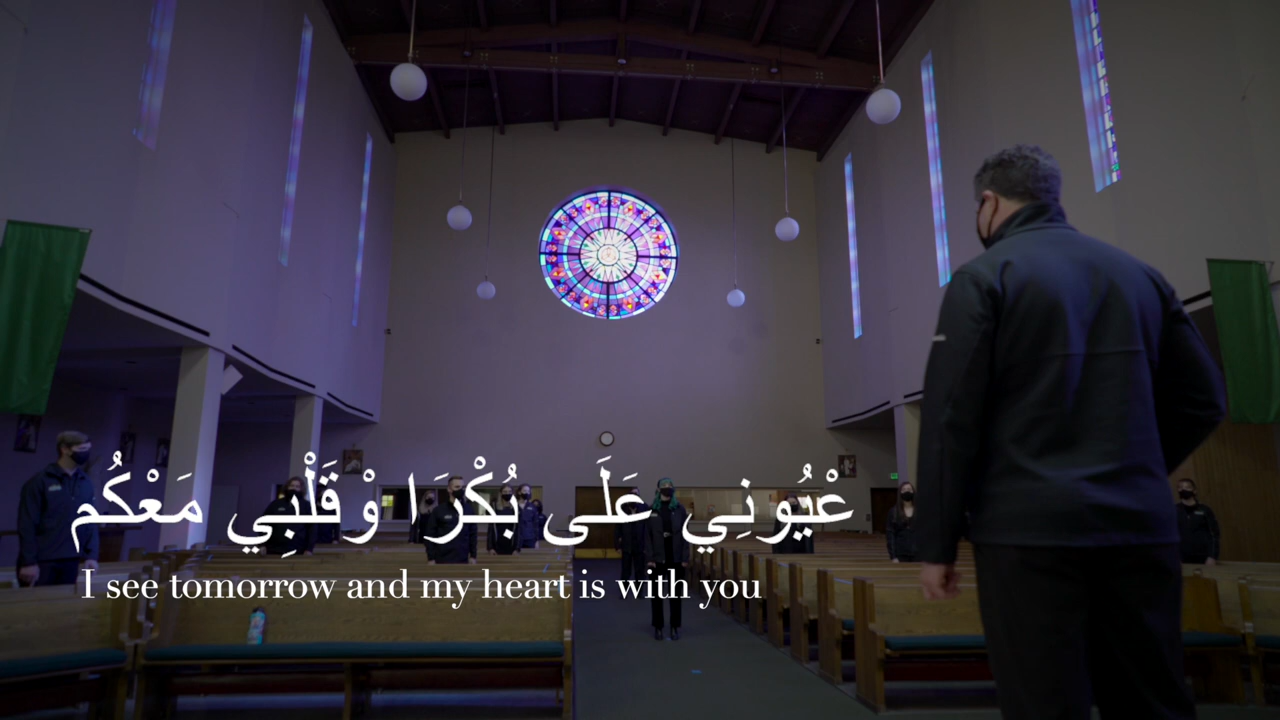 عْيُونِي عَلَى بُكْرَا وْقَلْبِي مَعْكُم
I see tomorrow and my heart is with you